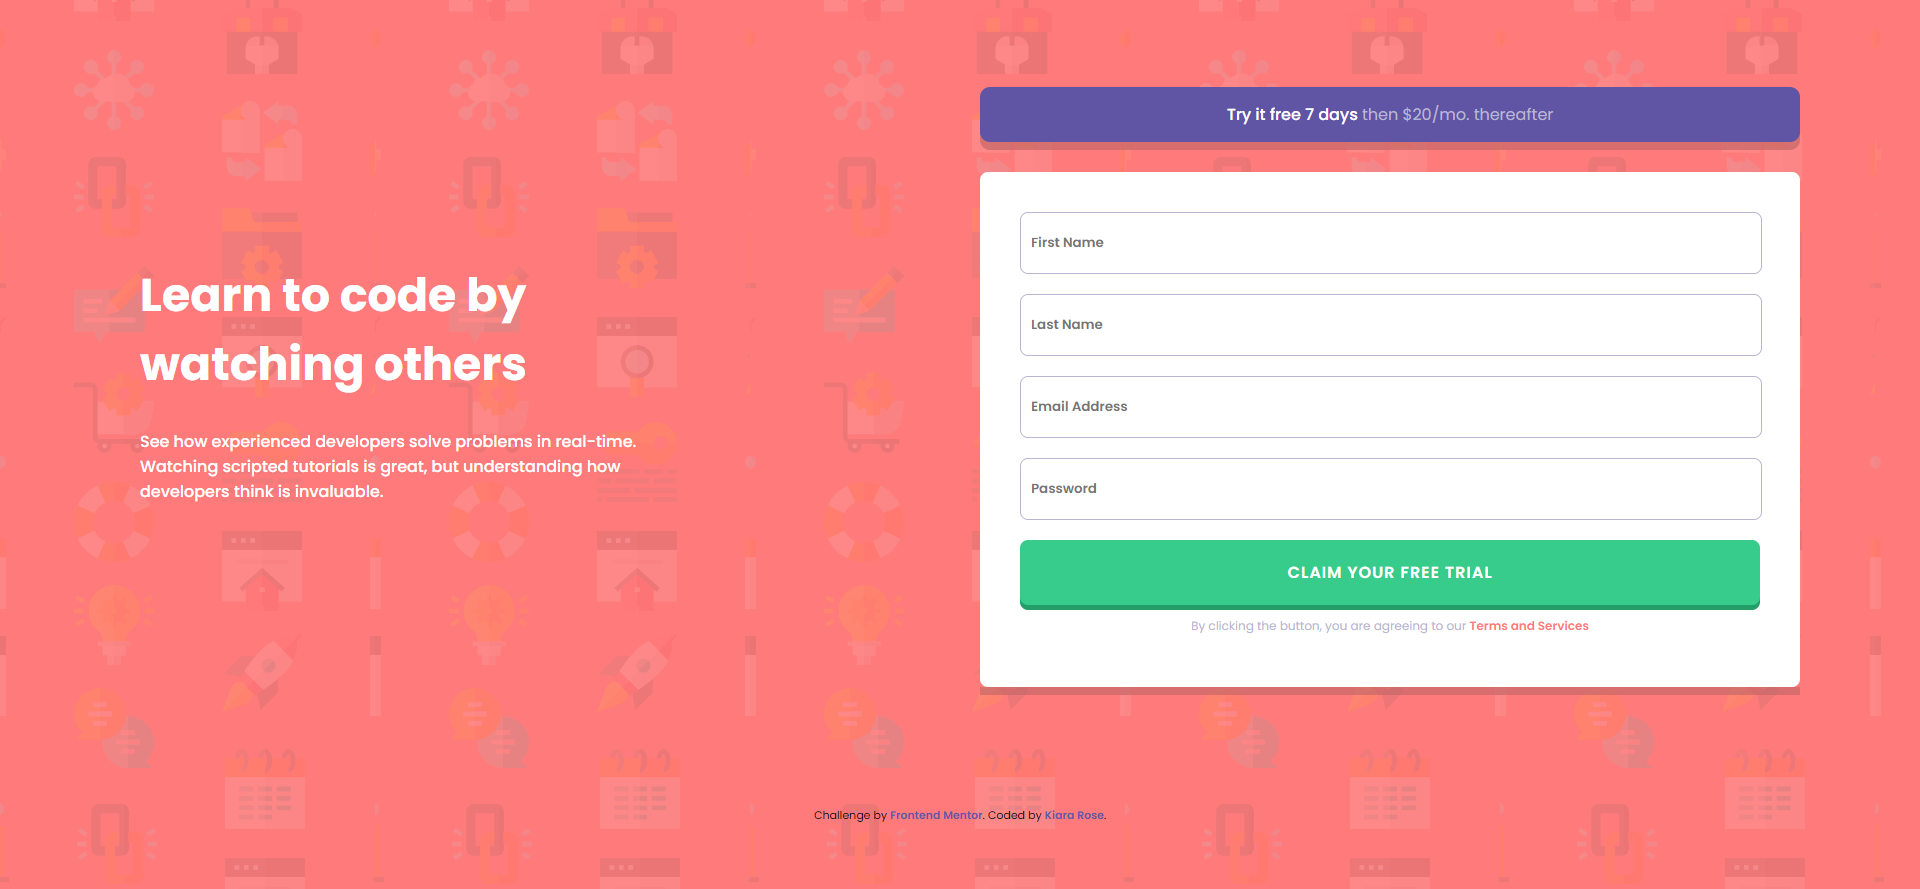 Learn to code by
watching others
See how experienced developers solve problems in real-time.
Watching scripted tutorials is great, but understanding how
developers think is invaluable.
Try it free 7 days then $20/mo. thereafter
First Name
Last Name
Email Address
Password
CLAIM YOUR FREE TRIAL
By clicking the button, you are agreeing to our Terms and Services
Challenge by Frontend Mentor. Coded by Kiara Rose.